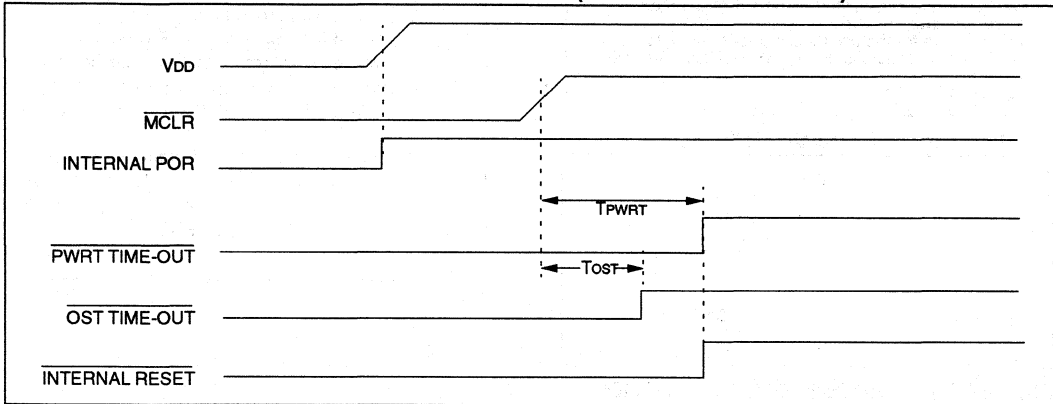 VDD
MCLR
INTERNAL POR
TPWRT
PWRT TIME-OUT
TOST
OST TIME-OUT
INTERNAL RESET